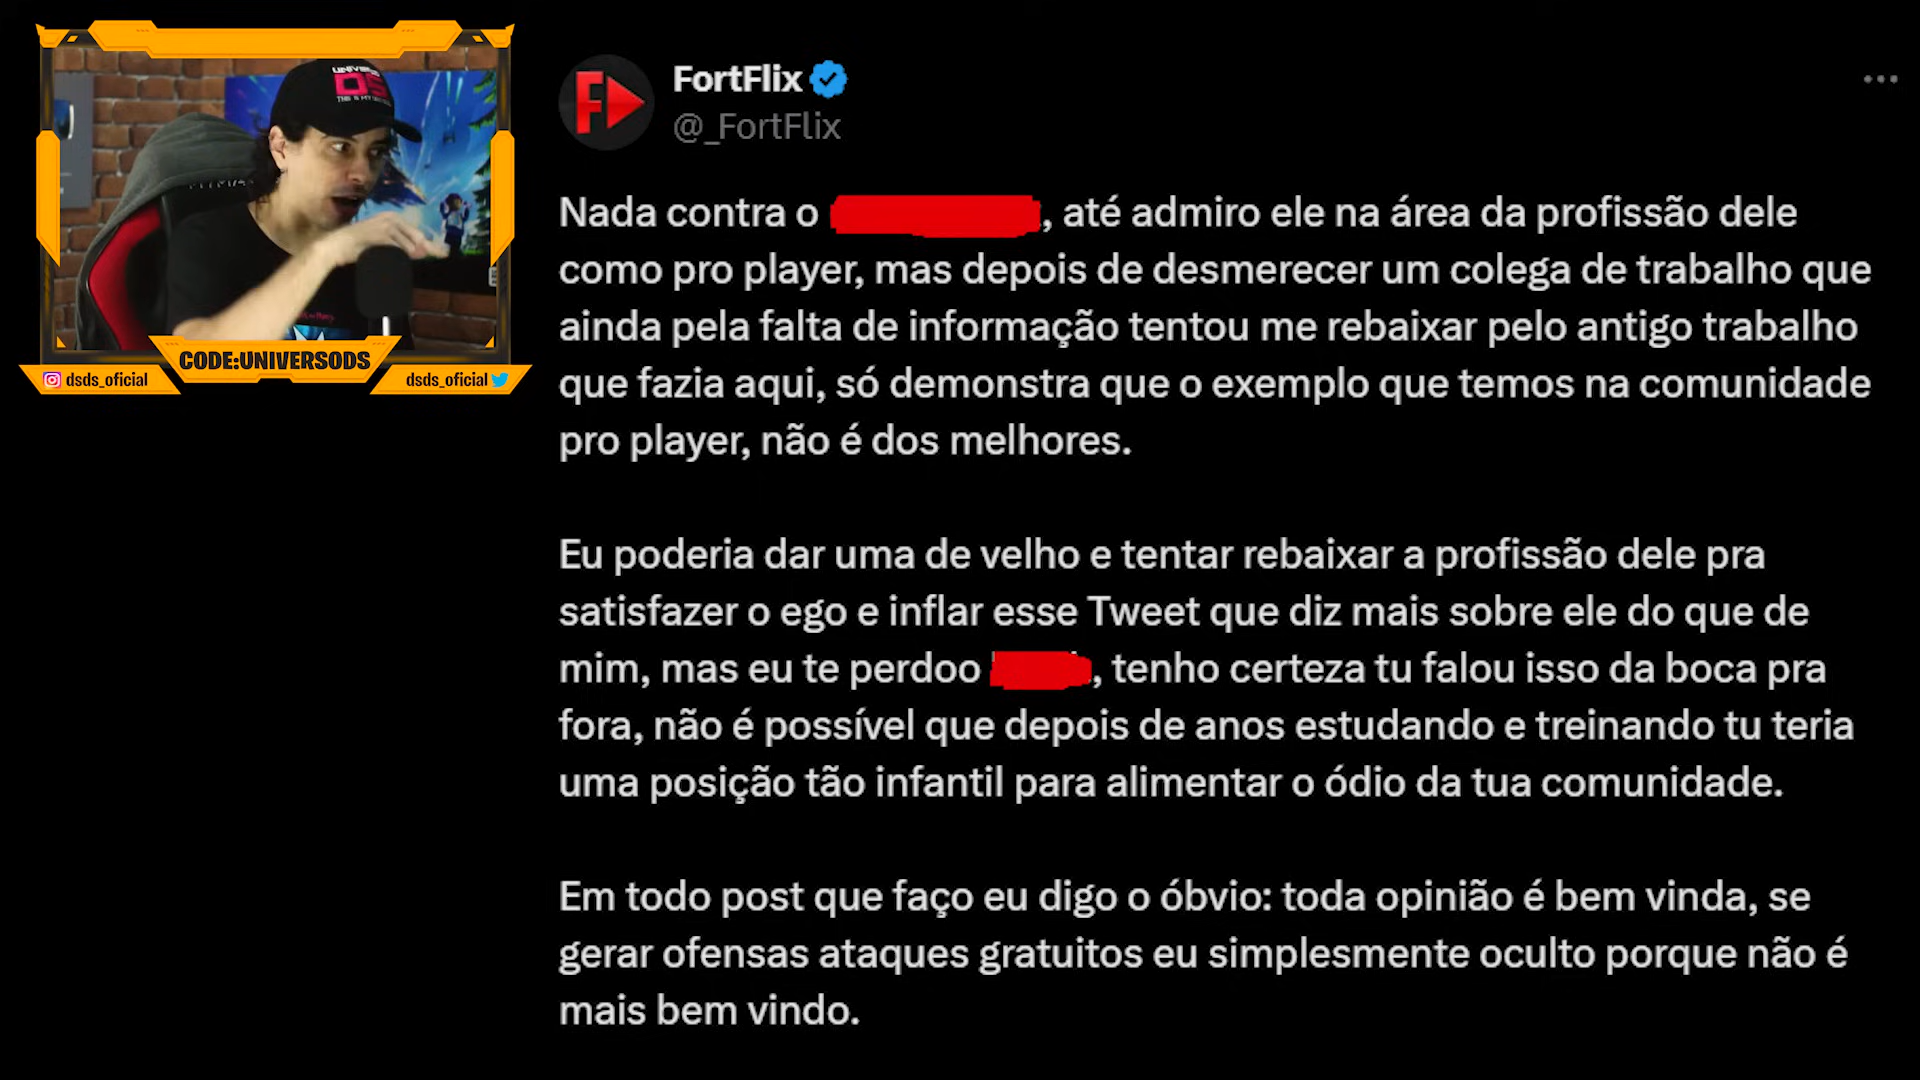 UNIVERSO
DS
CODE:UNIVERSODS
dsds_oficial
dsds_oficial
FortFlix
@_FortFlix
Nada contra o , até admiro ele na área da profissão dele
como pro player, mas depois de desmerecer um colega de trabalho que
ainda pela falta de informação tentou me rebaixar pelo antigo trabalho
que fazia aqui, só demonstra que o exemplo que temos na comunidade
pro player, não é dos melhores.
Eu poderia dar uma de velho e tentar rebaixar a profissão dele pra
satisfazer o ego e inflar esse Tweet que diz mais sobre ele do que de
mim, mas eu te perdoo , tenho certeza tu falou isso da boca pra
fora, não é possível que depois de anos estudando e treinando tu teria
uma posição tão infantil para alimentar o ódio da tua comunidade.
Em todo post que faço eu digo o óbvio: toda opinião é bem vinda, se
gerar ofensas ataques gratuitos eu simplesmente oculto porque não é
mais bem vindo.